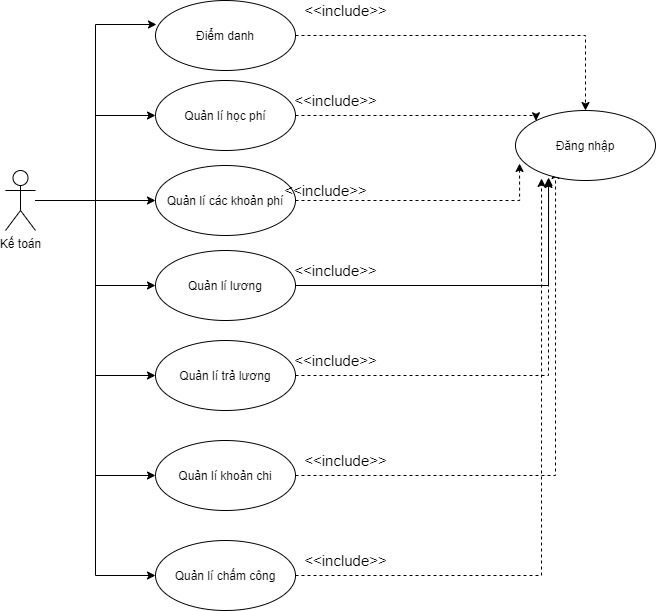 <<include>>
Điểm danh
<<include>>
Quản lí học phí
Đăng nhập
<<include>>
Quản lí các khoản phí
Kế toán
<<include>>
Quản lí lương
<<include>>
Quản lí trả lương
<<include>>
Quản lí khoản chi
<<include>>
Quản lí chấm công